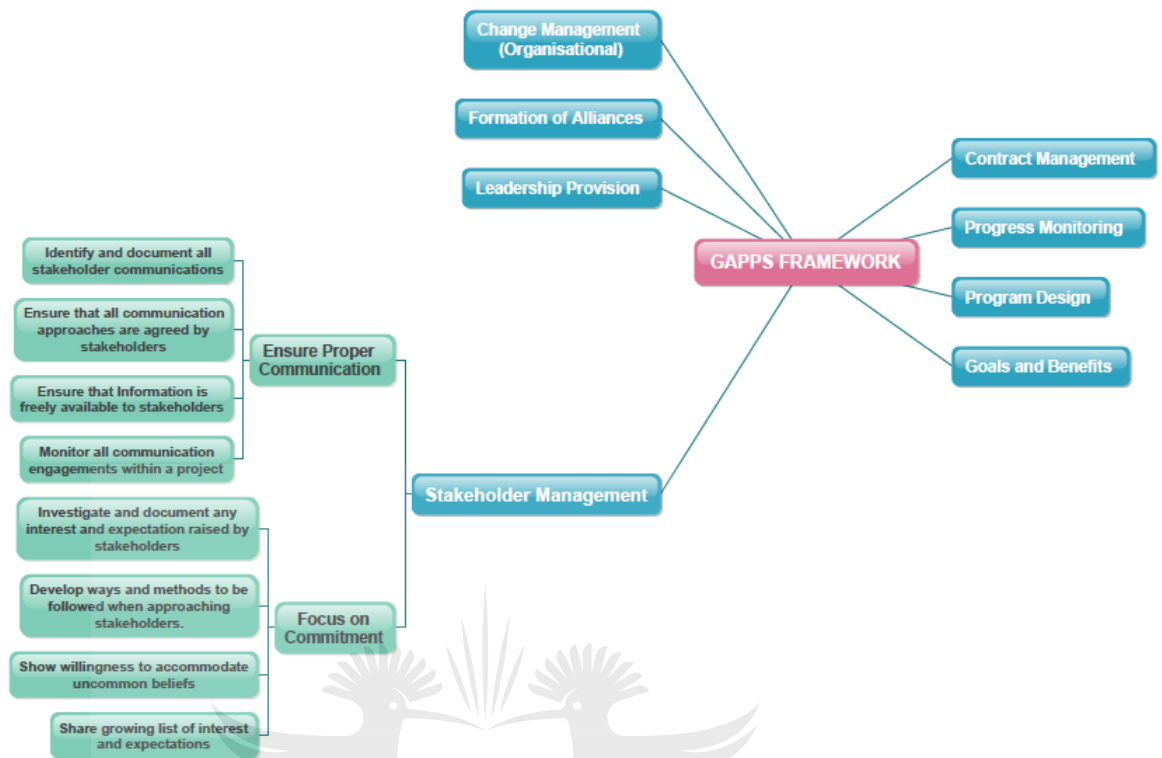 Change Management
(Organisational)
Formation of Alliances
Leadership Provision
GAPPS FRAMEWORK
Contract Management
Progress Monitoring
Program Design
Goals and Benefits
Stakeholder Management
Ensure Proper
Communication
Identify and document all
stakeholder communications
Ensure that all communication
approaches are agreed by
stakeholders
Ensure that Information is
freely available to stakeholders
Monitor all communication
engagements within a project
Focus on
Commitment
Investigate and document any
interest and expectation raised by
stakeholders
Develop ways and methods to be
followed when approaching
stakeholders.
Show willingness to accommodate
uncommon beliefs
Share growing list of interest
and expectations